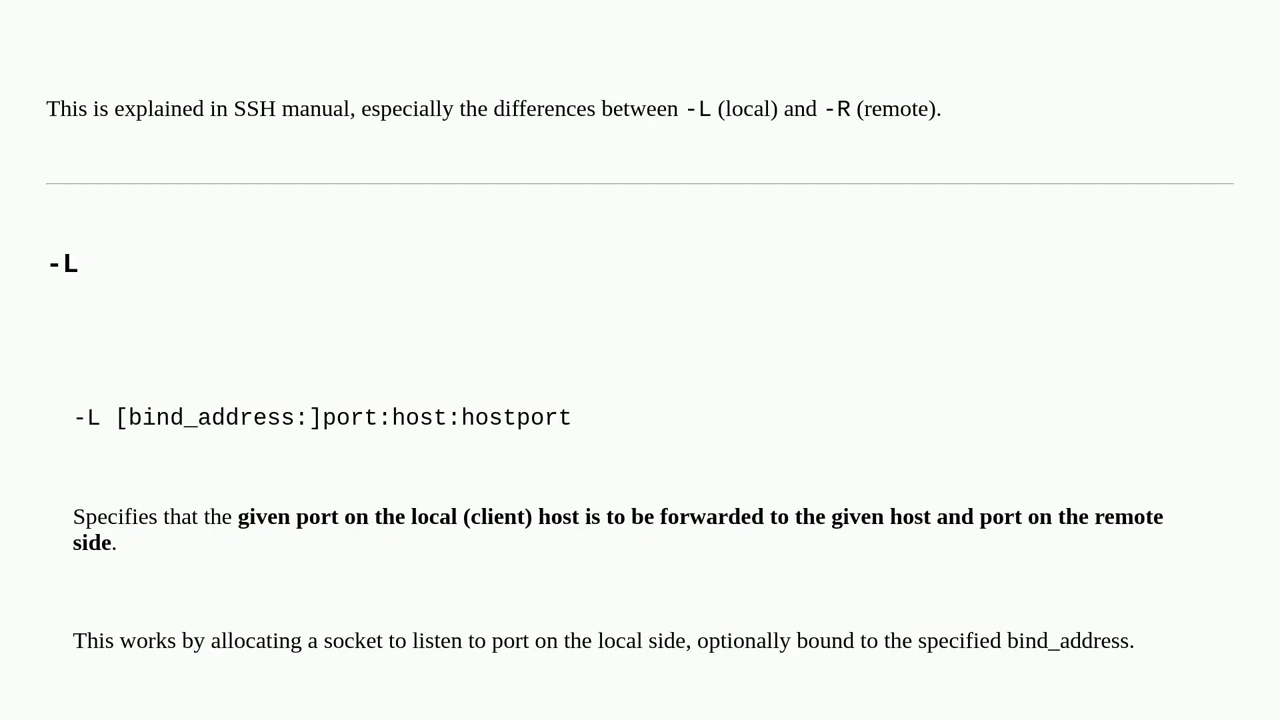 This is explained in SSH manual, especially the differences between -L (local) and -R (remote).
-L
-L [bind_address:]port:host:hostport
Specifies that the given port on the local (client) host is to be forwarded to the given host and port on the remote
side.
This works by allocating a socket to listen to port on the local side, optionally bound to the specified bind_address.